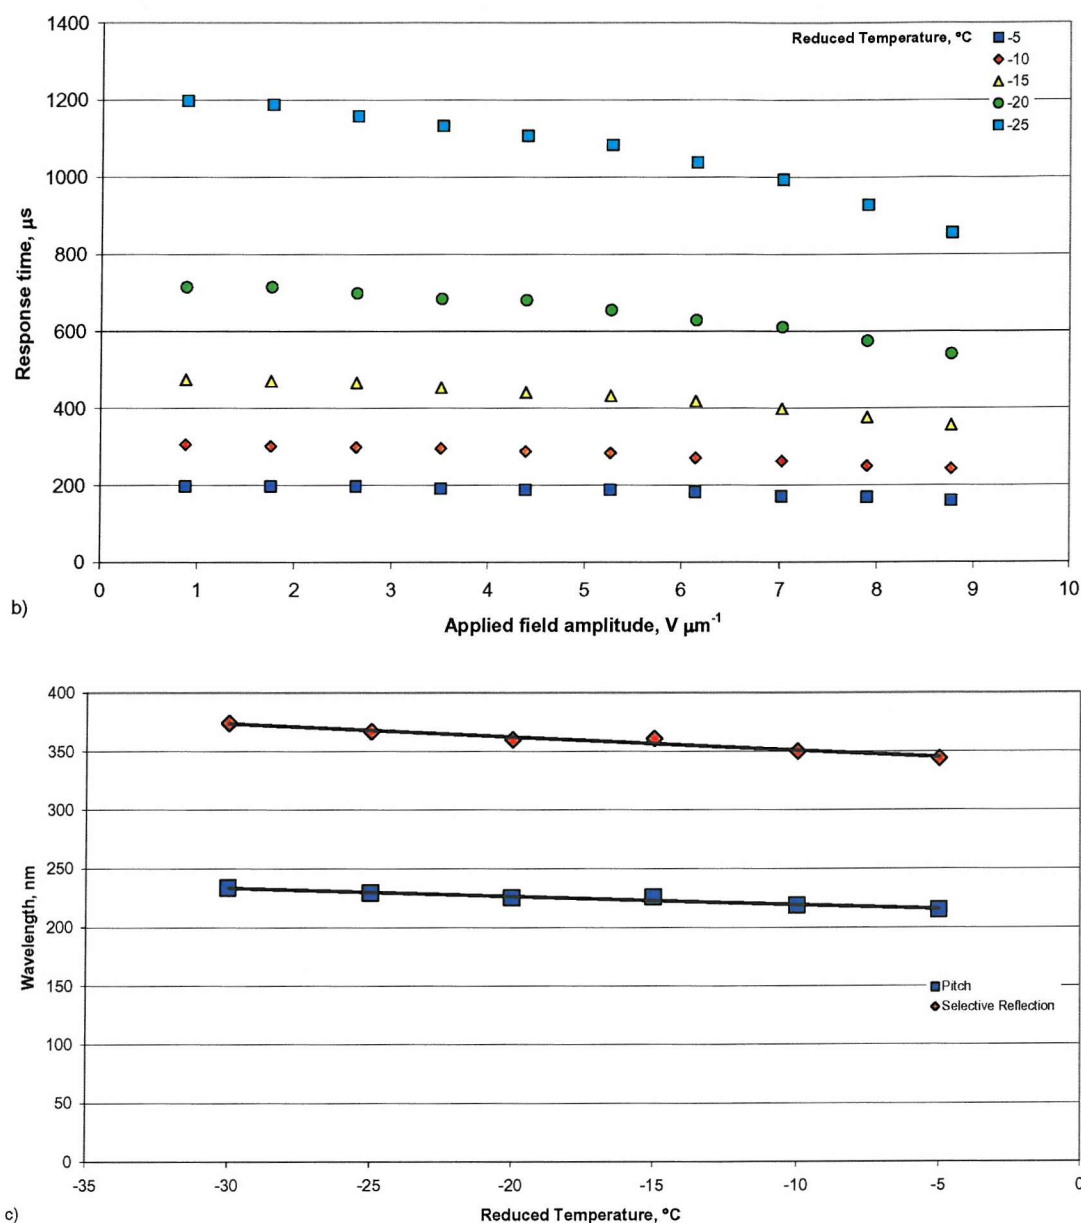 1400
1200
1000
800
600
400
200
0
Response time, µs
Reduced Temperature, °C
-5
-10
-15
-20
-25
0 1 2 3 4 5 6 7 8 9 10
b)
Applied field amplitude, V µm⁻¹
400
350
300
250
200
150
100
50
0
Wavelength, nm
Pitch
Selective Reflection
-35 -30 -25 -20 -15 -10 -5 0
c)
Reduced Temperature, °C